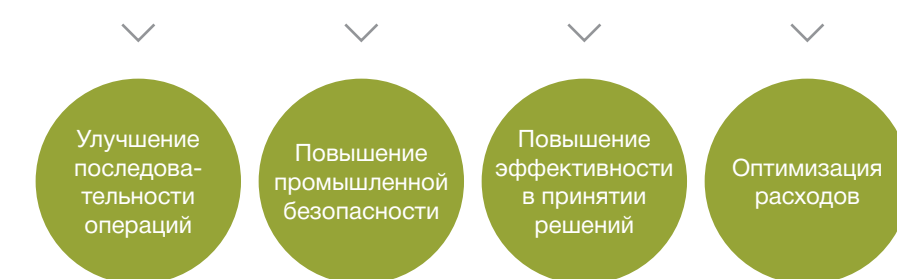 Улучшение
последова-
тельности
операций
Повышение
промышленной
безопасности
Повышение
эффективности
в принятии
решений
Оптимизация
расходов